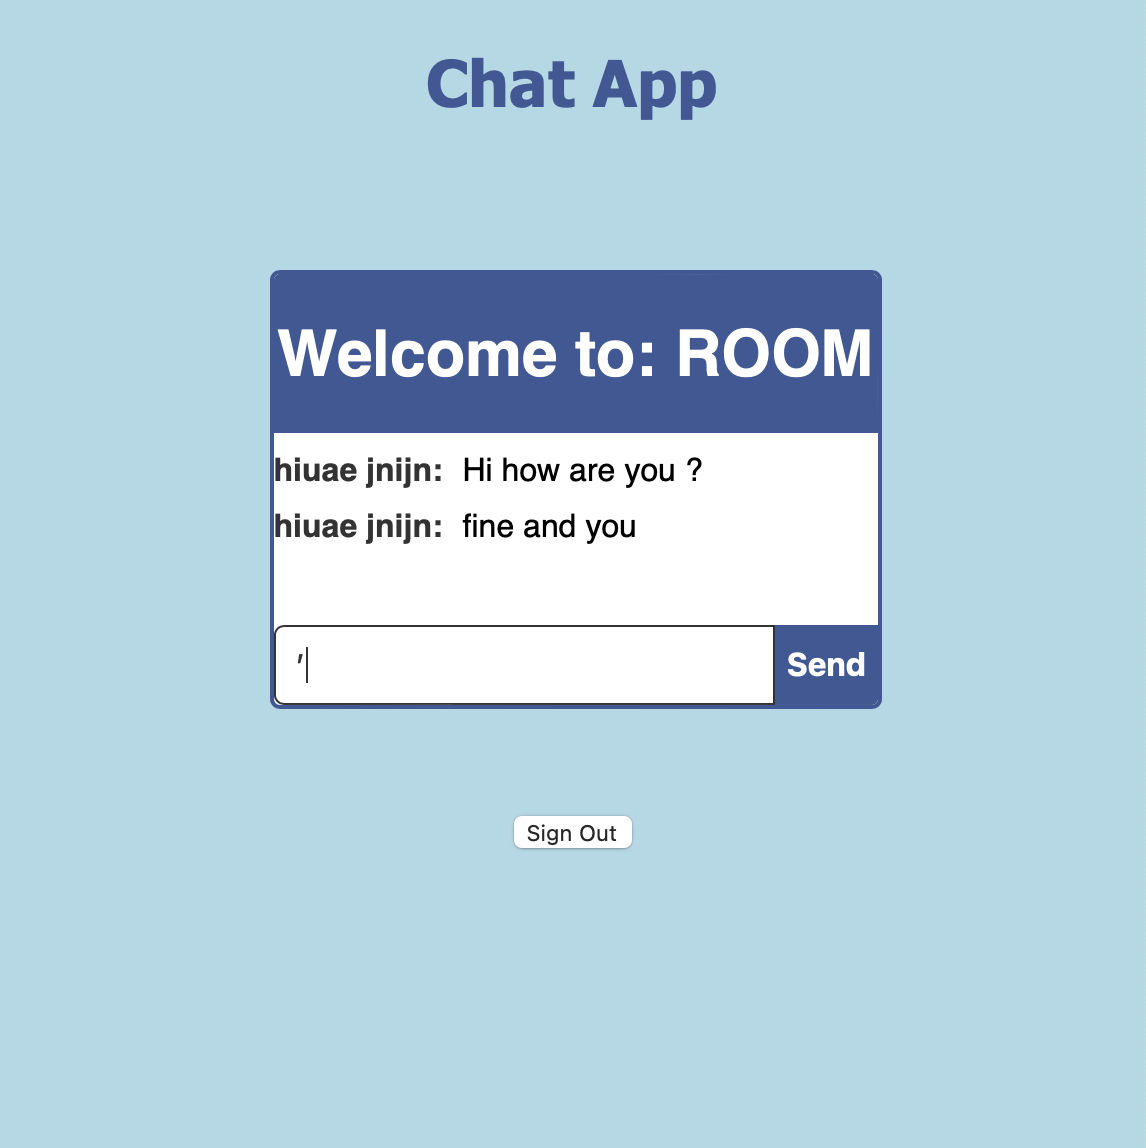 Chat App
Welcome to: ROOM
hiuae jnijn: Hi how are you ?
hiuae jnijn: fine and you
′
Send
Sign Out